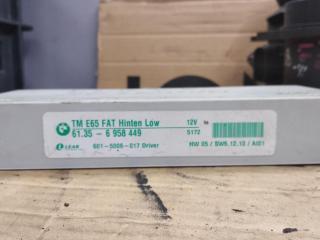 TM E65 FAT Hinten Low 12V
61.35 - 6 958 449 5172
LEAR 601-5006-017 Driver HW 05 / SW6.12.10 / AI01